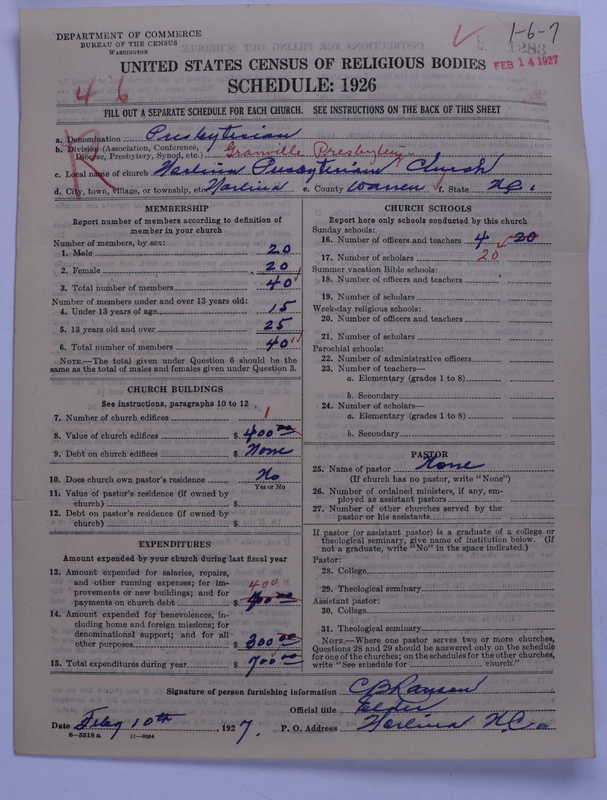 DEPARTMENT OF COMMERCE
BUREAU OF THE CENSUS
WASHINGTON
1-6-7
1283
FEB 14 1927
UNITED STATES CENSUS OF RELIGIOUS BODIES
SCHEDULE: 1926
4 6
FILL OUT A SEPARATE SCHEDULE FOR EACH CHURCH. SEE INSTRUCTIONS ON THE BACK OF THIS SHEET
R
a. Denomination Presbyterian
b. Division (Association, Conference, Diocese, Presbytery, Synod, etc.) Granville Presbytery
c. Local name of church Norlina Presbyterian Church
d. City, town, village, or township, etc. Norlina e. County Warren f. State N.C.
MEMBERSHIP
Report number of members according to definition of member in your church
Number of members, by sex:
1. Male 20
2. Female 20
3. Total number of members 40
Number of members under and over 13 years old:
4. Under 13 years of age 15
5. 13 years old and over 25
6. Total number of members 40
NOTE.—The total given under Question 6 should be the same as the total of males and females given under Question 3.
CHURCH BUILDINGS
See instructions, paragraphs 10 to 12
7. Number of church edifices 1
8. Value of church edifices $ 400 00
9. Debt on church edifices $ None
10. Does church own pastor's residence No
Yes or No
11. Value of pastor's residence (if owned by church) $
12. Debt on pastor's residence (if owned by church) $
EXPENDITURES
Amount expended by your church during last fiscal year
13. Amount expended for salaries, repairs, and other running expenses; for improvements or new buildings; and for payments on church debt $ 400
14. Amount expended for benevolences, including home and foreign missions; for denominational support; and for all other purposes $ 300 00
15. Total expenditures during year $ 700 00
CHURCH SCHOOLS
Report here only schools conducted by this church
Sunday schools:
16. Number of officers and teachers 4 20
17. Number of scholars 20
Summer vacation Bible schools:
18. Number of officers and teachers
19. Number of scholars
Week-day religious schools:
20. Number of officers and teachers
21. Number of scholars
Parochial schools:
22. Number of administrative officers
23. Number of teachers—
a. Elementary (grades 1 to 8)
b. Secondary
24. Number of scholars—
a. Elementary (grades 1 to 8)
b. Secondary
PASTOR
25. Name of pastor None
(If church has no pastor, write "None")
26. Number of ordained ministers, if any, employed as assistant pastors
27. Number of other churches served by the pastor or his assistants
If pastor (or assistant pastor) is a graduate of a college or theological seminary, give name of institution below. (If not a graduate, write "No" in the space indicated.)
Pastor:
28. College
29. Theological seminary
Assistant pastor:
30. College
31. Theological seminary
NOTE.—Where one pastor serves two or more churches, Questions 28 and 29 should be answered only on the schedule for one of the churches; on the schedules for the other churches, write "See schedule for church."
Signature of person furnishing information
Official title Elder
Date Feby 10th 1927. P. O. Address Norlina N.C.
8-5318 a 11-9054